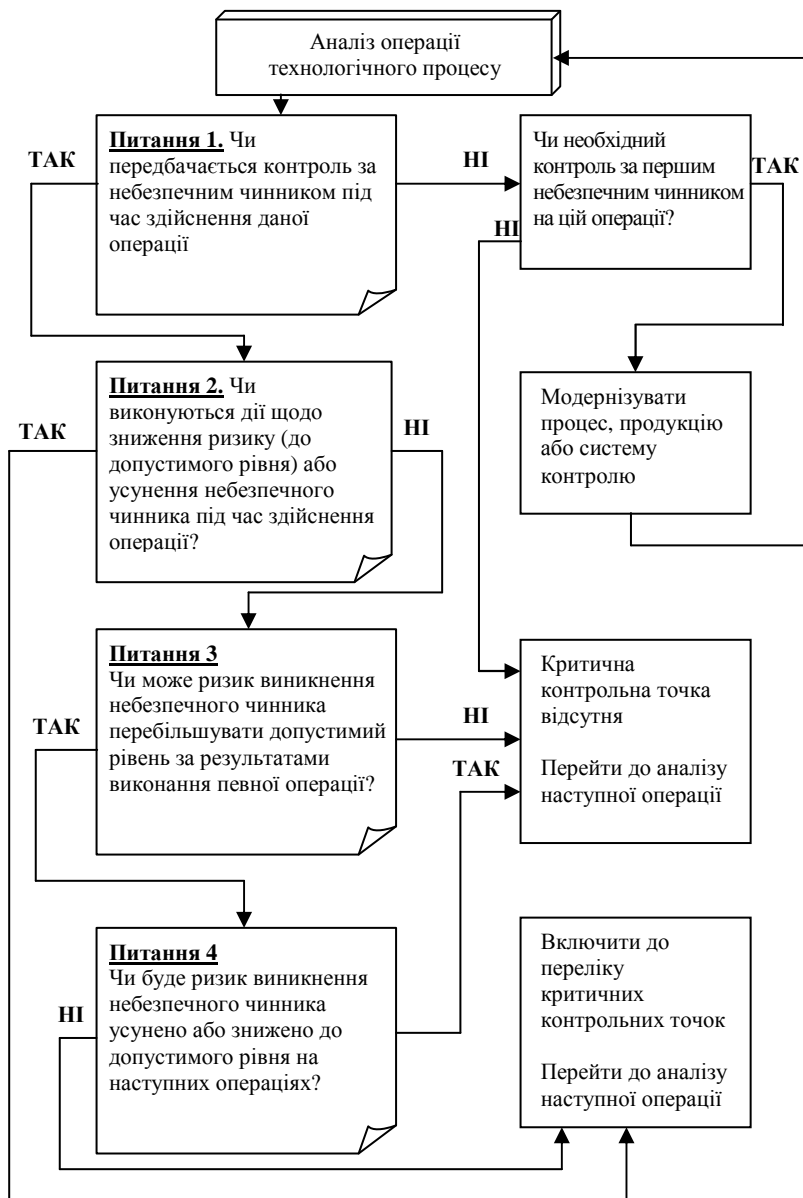 Аналіз операції
технологічного процесу
Питання 1. Чи
передбачається контроль за
небезпечним чинником під
час здійснення даної
операції
ТАК
НІ
Чи необхідний
контроль за першим
небезпечним чинником
на цій операції?
ТАК
НІ
Питання 2. Чи
виконуються дії щодо
зниження ризику (до
допустимого рівня) або
усунення небезпечного
чинника під час здійснення
операції?
ТАК
НІ
Модернізувати
процес, продукцію
або систему
контролю
Питання 3
Чи може ризик виникнення
небезпечного чинника
перебільшувати допустимий
рівень за результатами
виконання певної операції?
ТАК
НІ
Критична
контрольна точка
відсутня
Перейти до аналізу
наступної операції
ТАК
Питання 4
Чи буде ризик виникнення
небезпечного чинника
усунено або знижено до
допустимого рівня на
наступних операціях?
НІ
Включити до
переліку
критичних
контрольних точок
Перейти до аналізу
наступної операції